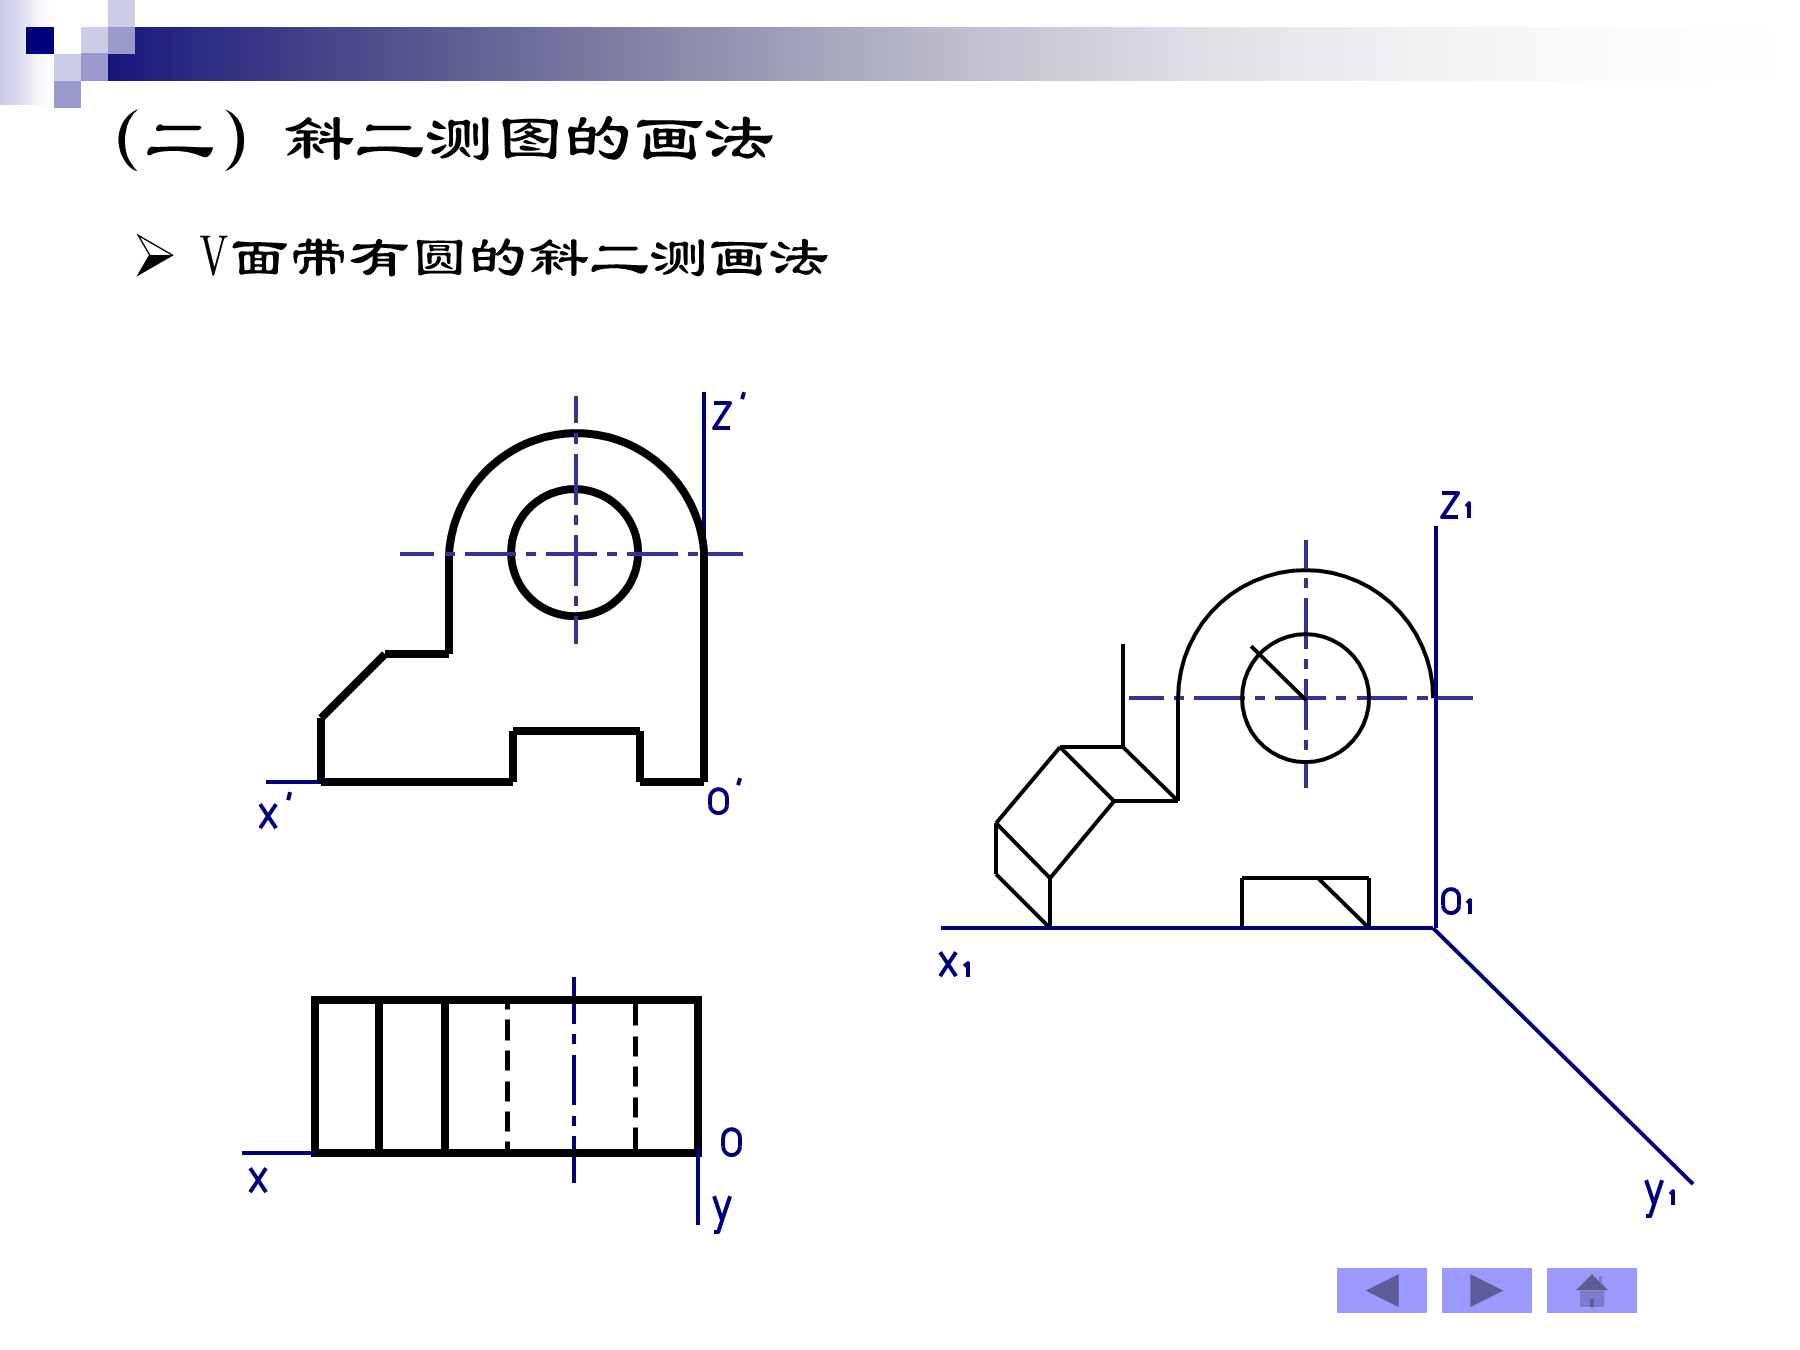 (二) 斜二测图的画法
➢ V面带有圆的斜二测画法
z′
x′
o′
z₁
o₁
x₁
y₁
o
x
y